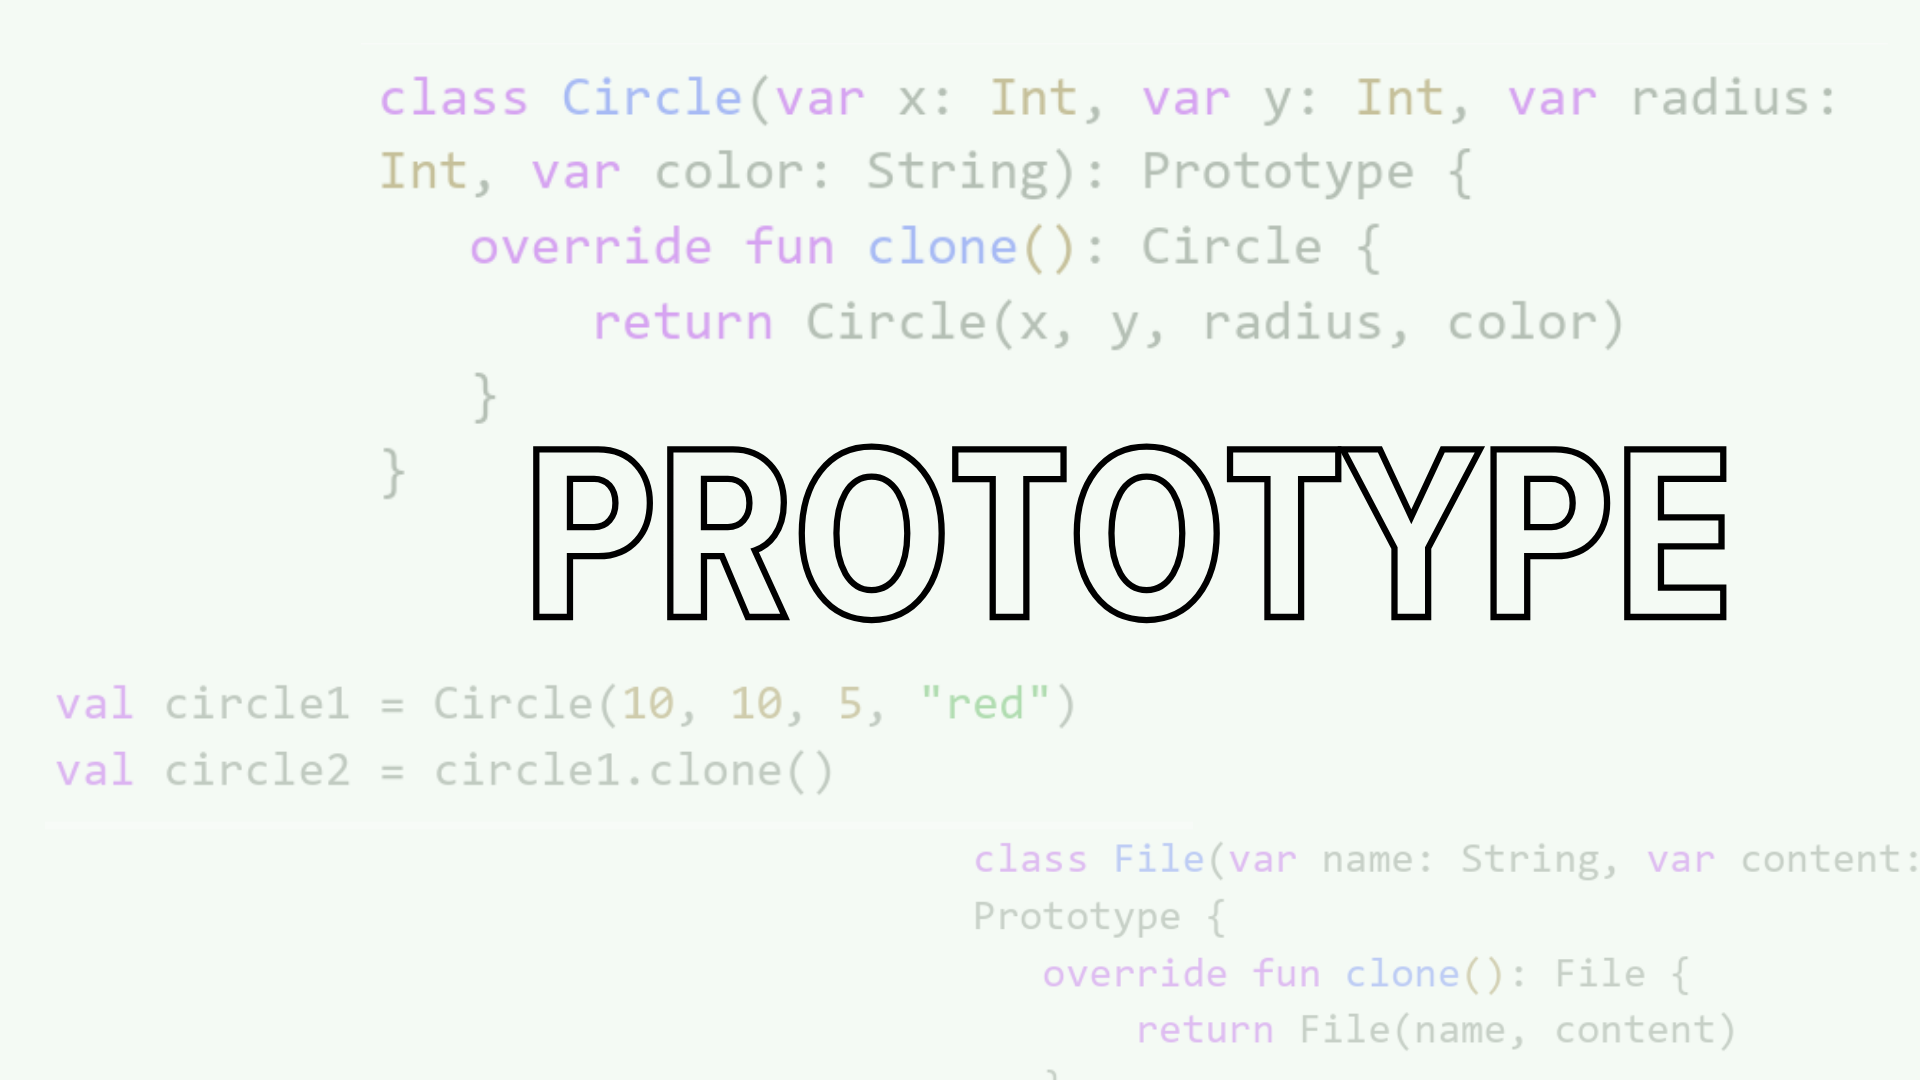 class Circle(var x: Int, var y: Int, var radius:
Int, var color: String): Prototype {
override fun clone(): Circle {
return Circle(x, y, radius, color)
}
}
PROTOTYPE
val circle1 = Circle(10, 10, 5, "red")
val circle2 = circle1.clone()
class File(var name: String, var content:
Prototype {
override fun clone(): File {
return File(name, content)
}